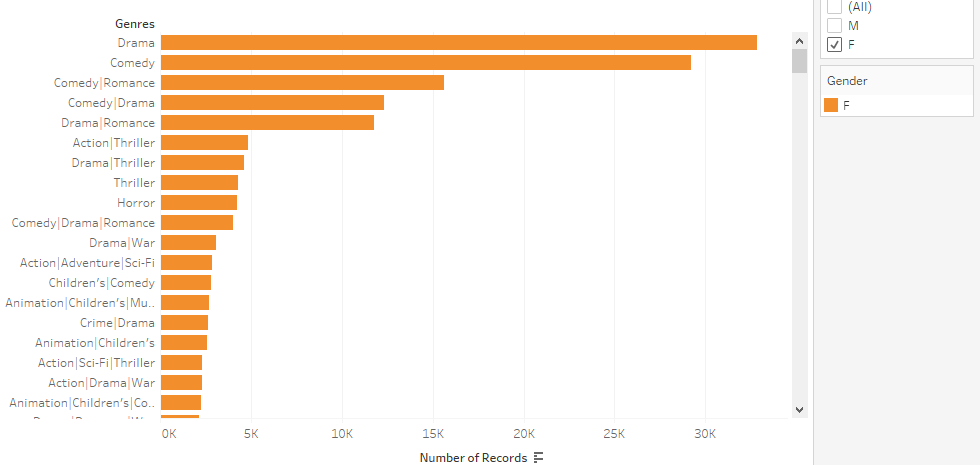 Genres
Drama
Comedy
Comedy|Romance
Comedy|Drama
Drama|Romance
Action|Thriller
Drama|Thriller
Thriller
Horror
Comedy|Drama|Romance
Drama|War
Action|Adventure|Sci-Fi
Children's|Comedy
Animation|Children's|Mu..
Crime|Drama
Animation|Children's
Action|Sci-Fi|Thriller
Action|Drama|War
Animation|Children's|Co..
0K 5K 10K 15K 20K 25K 30K
Number of Records
(All)
M
F
Gender
F